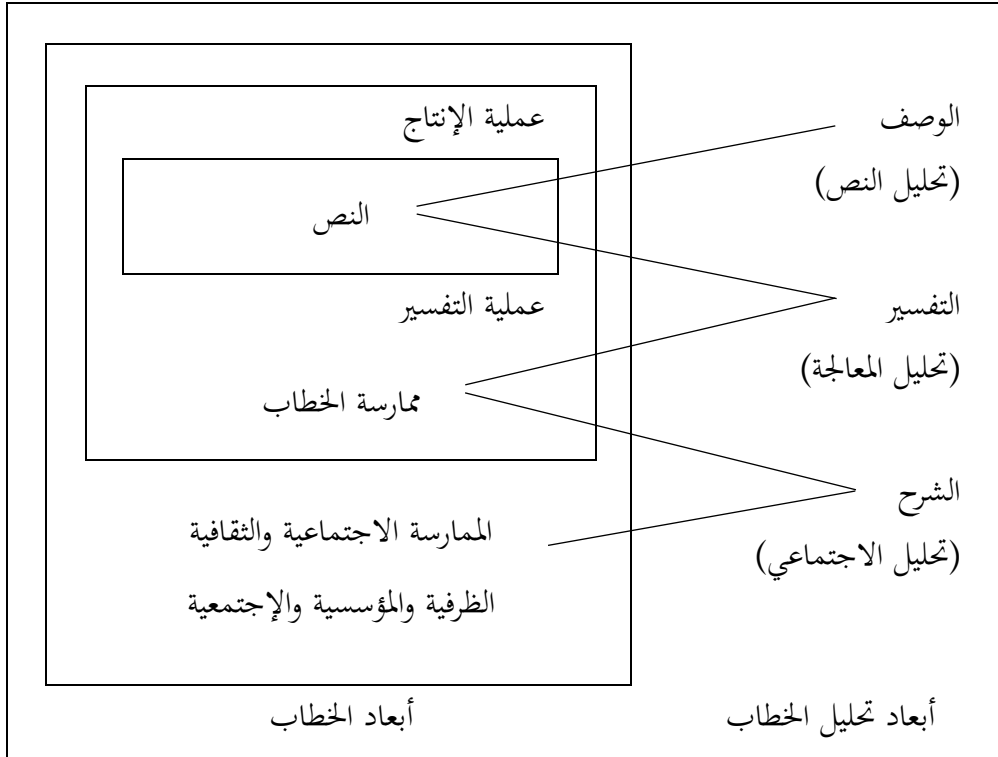 عملية الإنتاج
الوصف
(تحليل النص)
النص
عملية التفسير
التفسير
(تحليل المعالجة)
ممارسة الخطاب
الشرح
(تحليل الاجتماعي)
الممارسة الاجتماعية والثقافية
الظرفية والمؤسسية والإجتمعية
أبعاد تحليل الخطاب
أبعاد الخطاب